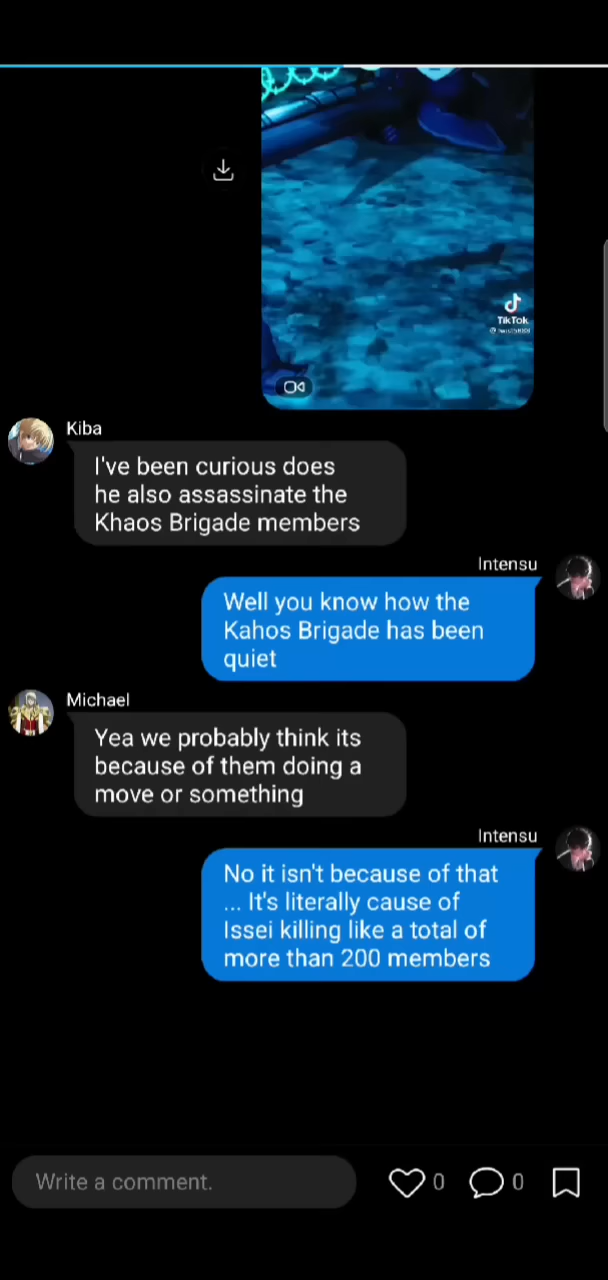 TikTok
Kiba
I've been curious does
he also assassinate the
Khaos Brigade members
Intensu
Well you know how the
Kahos Brigade has been
quiet
Michael
Yea we probably think its
because of them doing a
move or something
Intensu
No it isn't because of that
... It's literally cause of
Issei killing like a total of
more than 200 members
Write a comment.
0
0